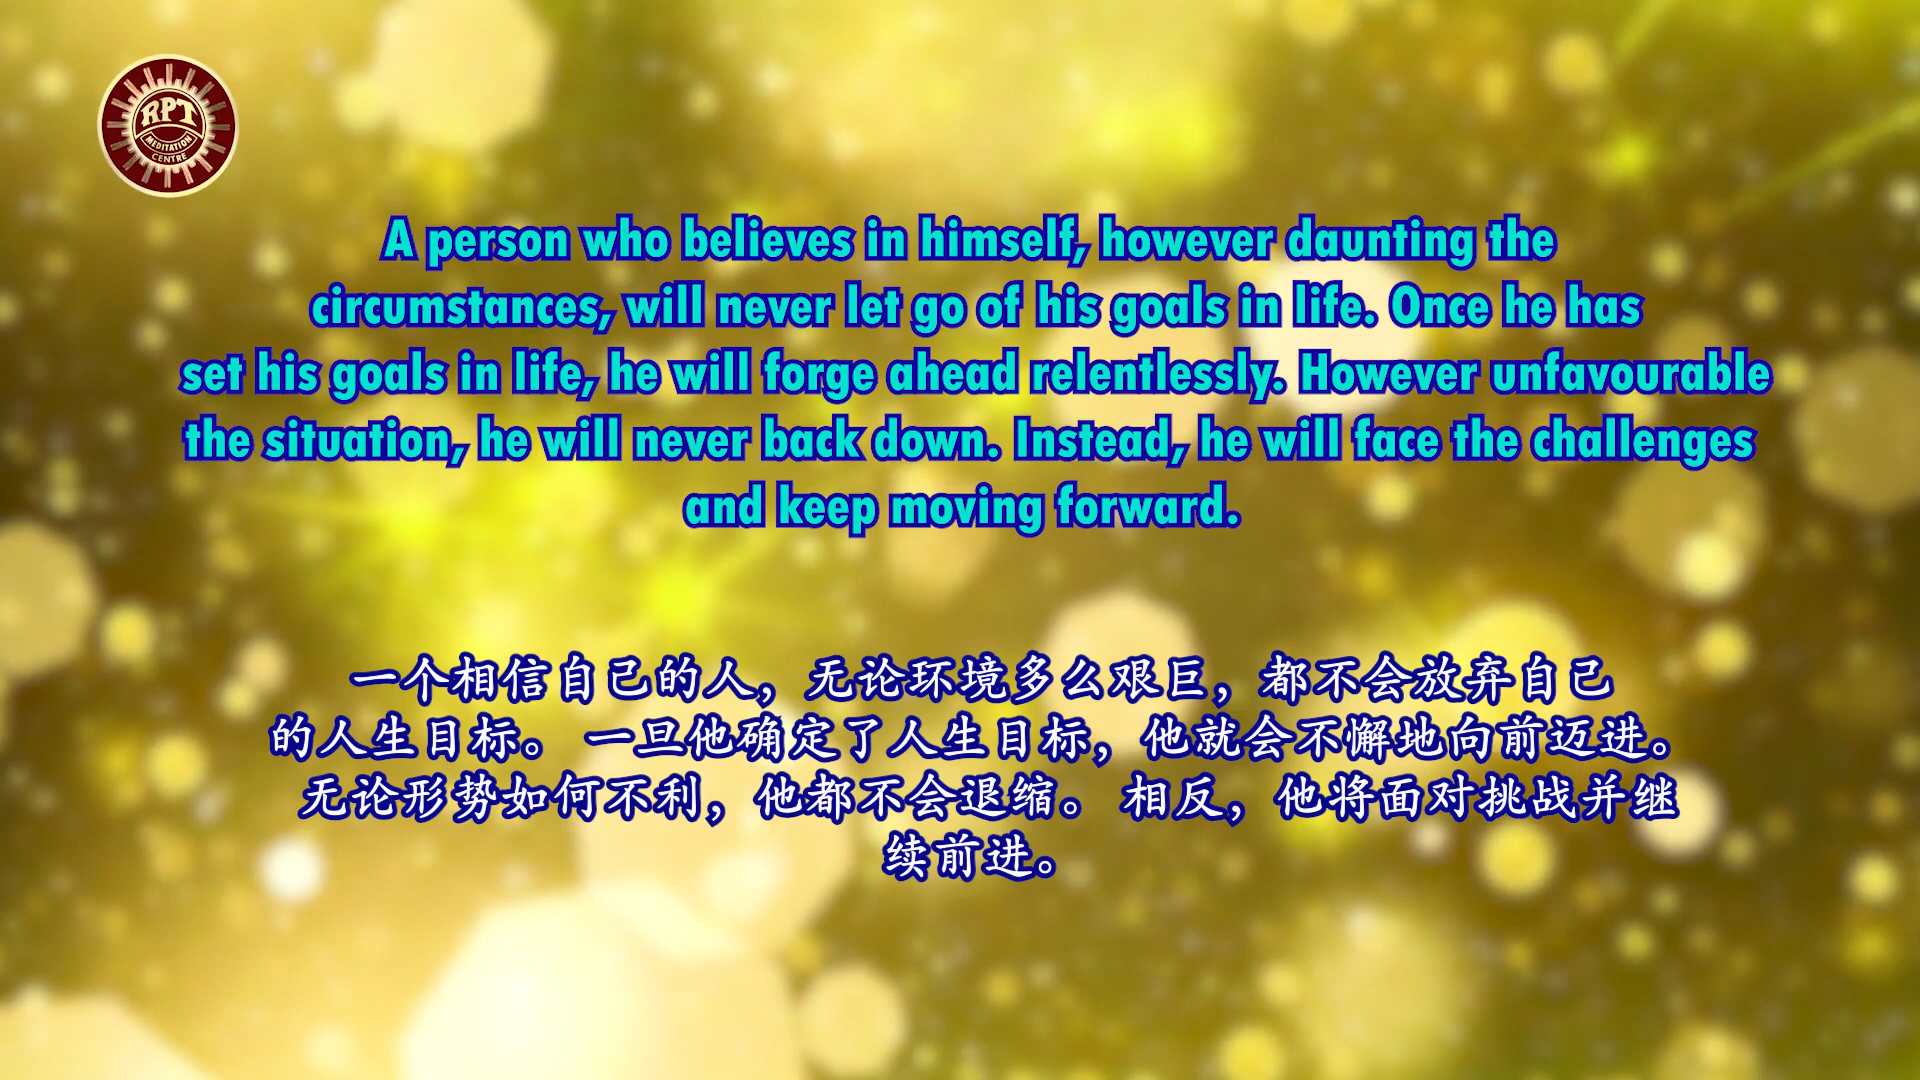 RPT
MEDITATION
CENTRE
A person who believes in himself, however daunting the
circumstances, will never let go of his goals in life. Once he has
set his goals in life, he will forge ahead relentlessly. However unfavourable
the situation, he will never back down. Instead, he will face the challenges
and keep moving forward.
一个相信自己的人，无论环境多么艰巨，都不会放弃自己
的人生目标。 一旦他确定了人生目标，他就会不懈地向前迈进。
无论形势如何不利，他都不会退缩。 相反，他将面对挑战并继
续前进。